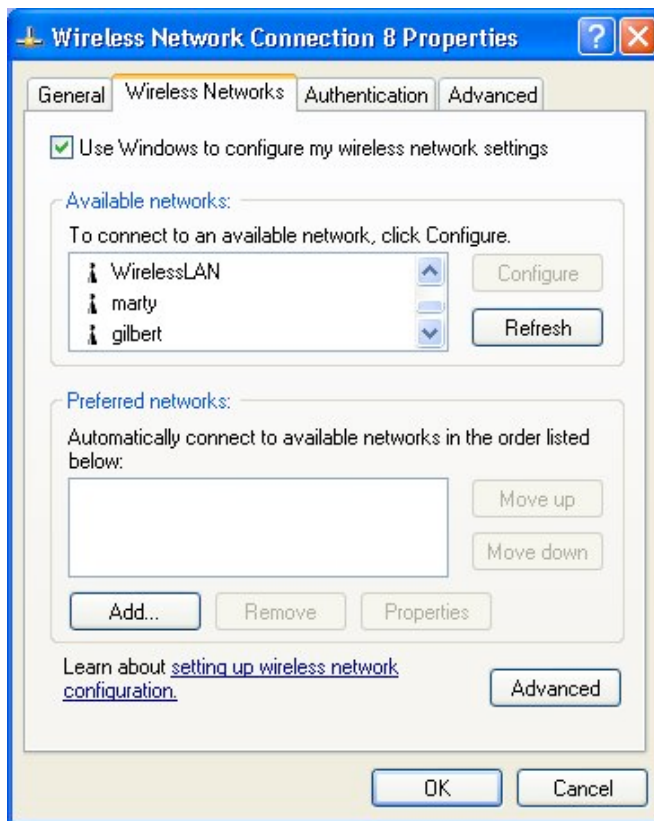 Wireless Network Connection 8 Properties
General Wireless Networks Authentication Advanced
Use Windows to configure my wireless network settings
Available networks:
To connect to an available network, click Configure.
WirelessLAN
marty
gilbert
Configure
Refresh
Preferred networks:
Automatically connect to available networks in the order listed
below:
Move up
Move down
Add... Remove Properties
Learn about setting up wireless network
configuration.
Advanced
OK Cancel